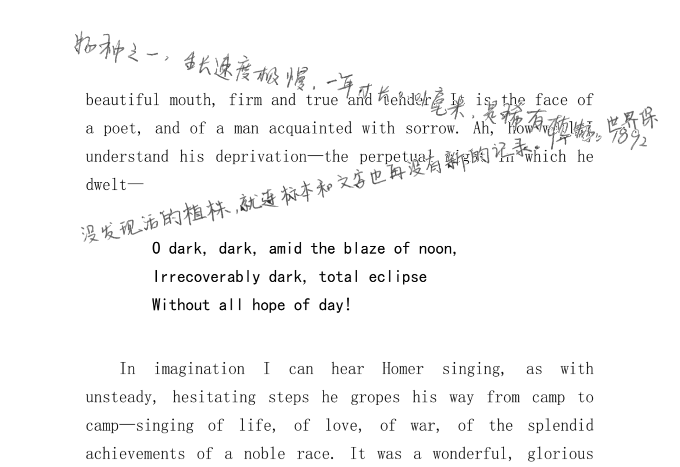 物种之一，生长速度极慢，一年才长 毫米，是稀有 世界保
beautiful mouth, firm and true and tender. It is the face of
a poet, and of a man acquainted with sorrow. Ah, how well I
1892
understand his deprivation—the perpetual night in which he
dwelt—
没发现活的植株，就连标本和文字也再没有新的记录。
O dark, dark, amid the blaze of noon,
Irrecoverably dark, total eclipse
Without all hope of day!
In imagination I can hear Homer singing, as with
unsteady, hesitating steps he gropes his way from camp to
camp—singing of life, of love, of war, of the splendid
achievements of a noble race. It was a wonderful, glorious